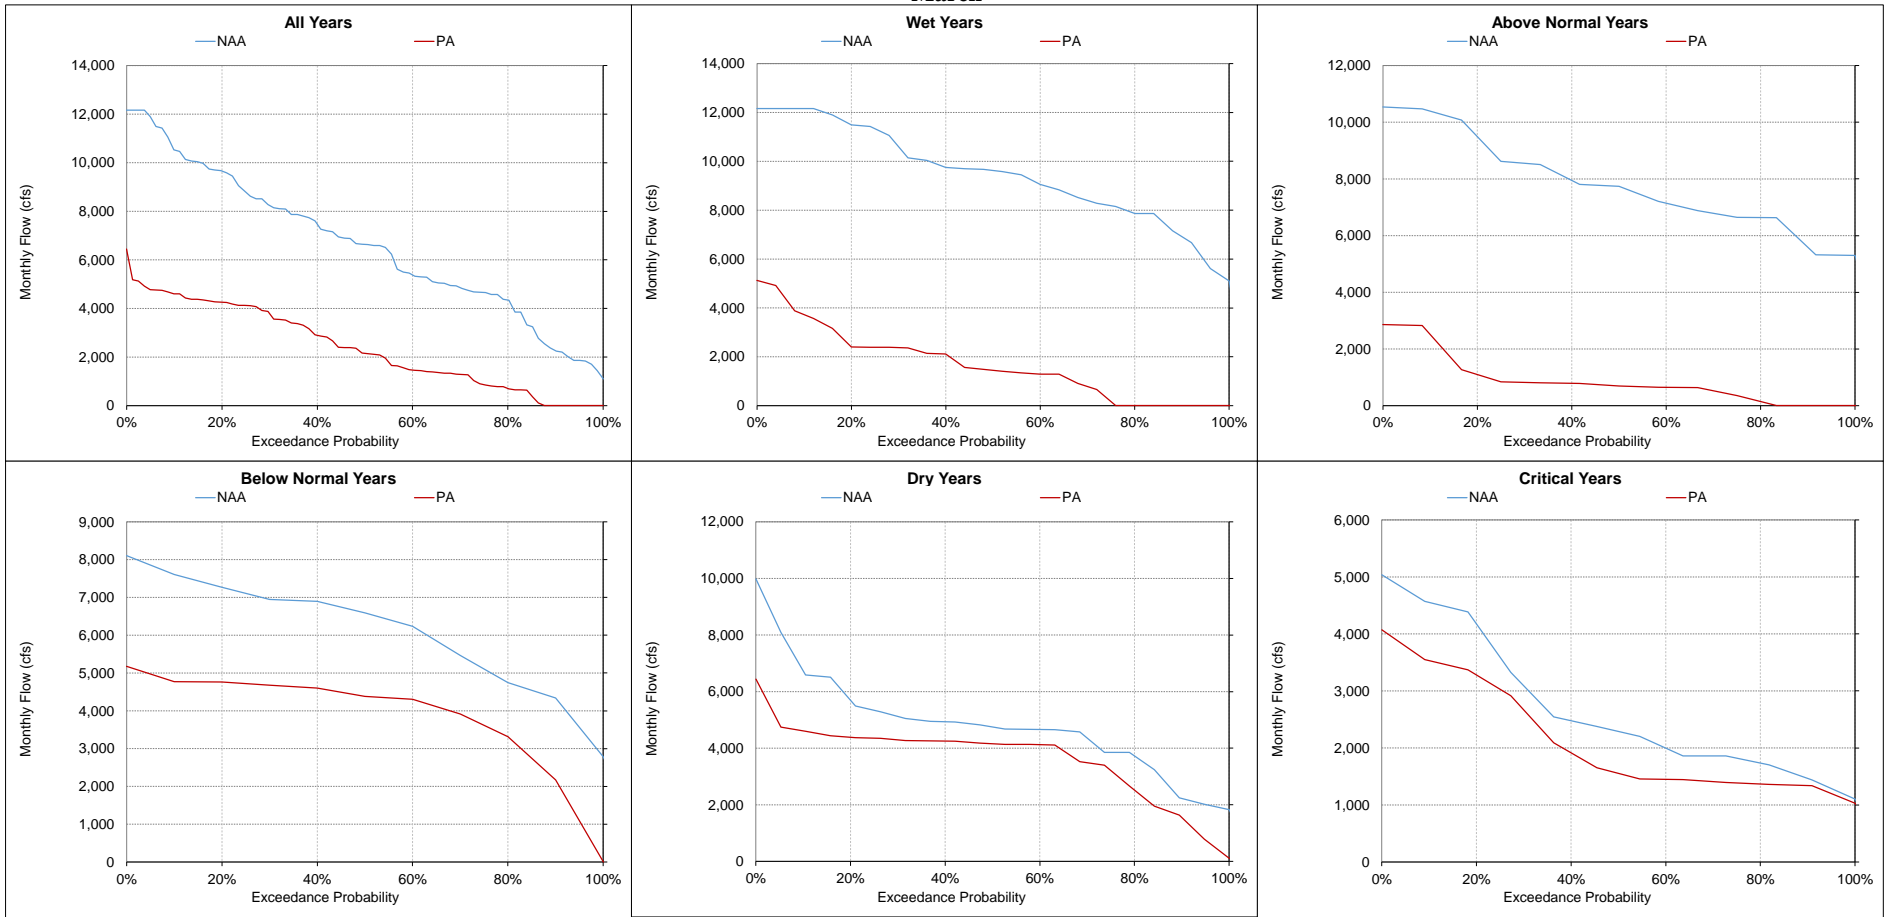 All Years
NAA PA
14,000
12,000
10,000
8,000
6,000
4,000
2,000
0
Monthly Flow (cfs)
0% 20% 40% 60% 80% 100%
Exceedance Probability
Wet Years
NAA PA
14,000
12,000
10,000
8,000
6,000
4,000
2,000
0
Monthly Flow (cfs)
0% 20% 40% 60% 80% 100%
Exceedance Probability
Above Normal Years
NAA PA
12,000
10,000
8,000
6,000
4,000
2,000
0
Monthly Flow (cfs)
0% 20% 40% 60% 80% 100%
Exceedance Probability
Below Normal Years
NAA PA
9,000
8,000
7,000
6,000
5,000
4,000
3,000
2,000
1,000
0
Monthly Flow (cfs)
0% 20% 40% 60% 80% 100%
Exceedance Probability
Dry Years
NAA PA
12,000
10,000
8,000
6,000
4,000
2,000
0
Monthly Flow (cfs)
0% 20% 40% 60% 80% 100%
Exceedance Probability
Critical Years
NAA PA
6,000
5,000
4,000
3,000
2,000
1,000
0
Monthly Flow (cfs)
0% 20% 40% 60% 80% 100%
Exceedance Probability